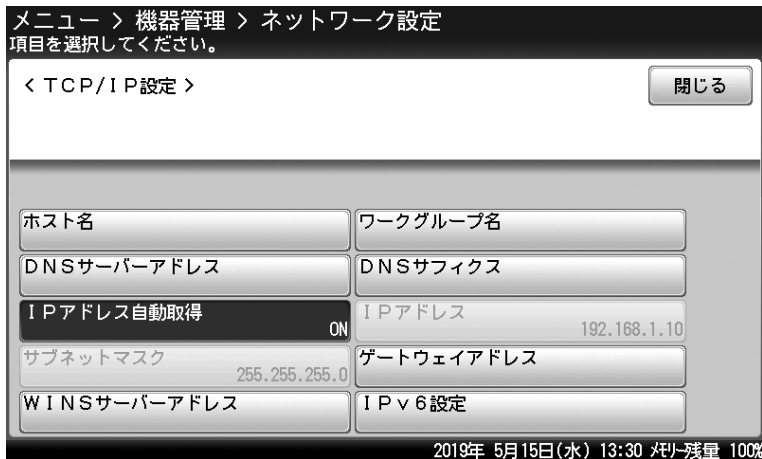 メニュー > 機器管理 > ネットワーク設定
項目を選択してください。
<TCP/IP設定>
閉じる
ホスト名
ワークグループ名
DNSサーバーアドレス
DNSサフィクス
IPアドレス自動取得
ON
IPアドレス
192.168.1.10
サブネットマスク
255.255.255.0
ゲートウェイアドレス
WINSサーバーアドレス
IPv6設定
2019年 5月15日(水) 13:30 メモリー残量 100%